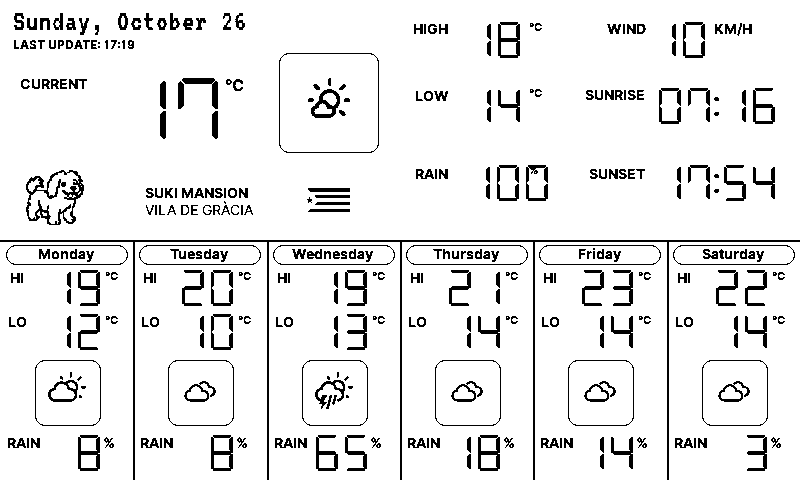 Sunday, October 26
LAST UPDATE: 17:19
CURRENT 17 °C
HIGH 18 °C
WIND 10 KM/H
LOW 14 °C
SUNRISE 07:16
RAIN 100 %
SUNSET 17:54
SUKI MANSION
VILA DE GRÀCIA
Monday
HI 19 °C
LO 12 °C
RAIN 8 %
Tuesday
HI 20 °C
LO 10 °C
RAIN 8 %
Wednesday
HI 19 °C
LO 13 °C
RAIN 65 %
Thursday
HI 21 °C
LO 14 °C
RAIN 18 %
Friday
HI 23 °C
LO 14 °C
RAIN 14 %
Saturday
HI 22 °C
LO 14 °C
RAIN 3 %